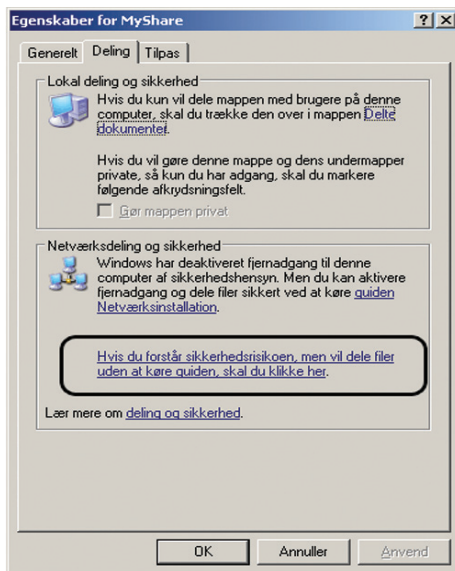 Egenskaber for MyShare
Generelt Deling Tilpas
Lokal deling og sikkerhed
Hvis du kun vil dele mappen med brugere på denne
computer, skal du trække den over i mappen Delte
dokumenter.
Hvis du vil gøre denne mappe og dens undermapper
private, så kun du har adgang, skal du markere
følgende afkrydsningsfelt.
Gør mappen privat
Netværksdeling og sikkerhed
Windows har deaktiveret fjernadgang til denne
computer af sikkerhedshensyn. Men du kan aktivere
fjernadgang og dele filer sikkert ved at køre guiden
Netværksinstallation.
Hvis du forstår sikkerhedsrisikoen, men vil dele filer
uden at køre guiden, skal du klikke her.
Lær mere om deling og sikkerhed.
OK Annuller Anvend